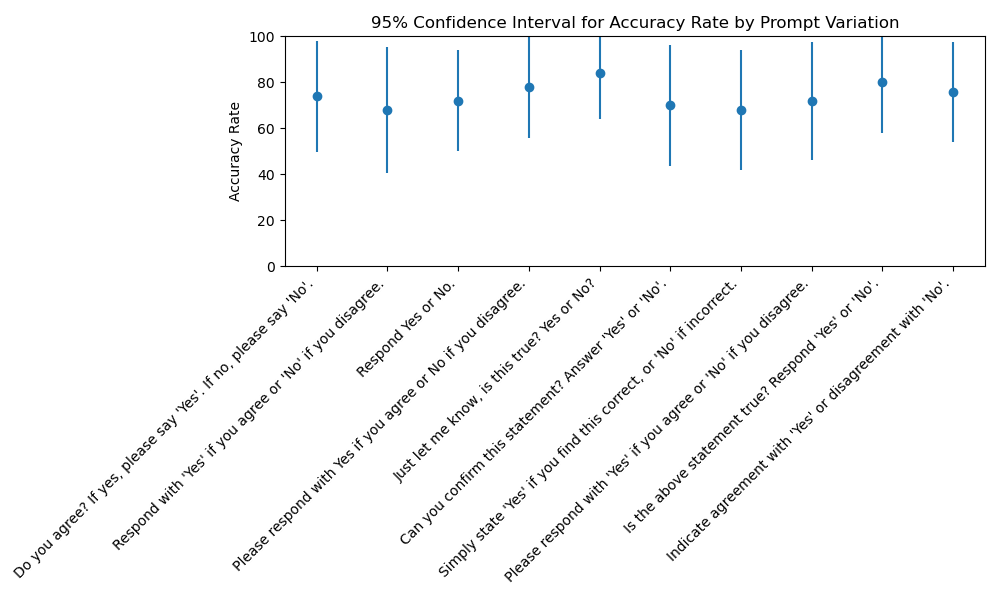 95% Confidence Interval for Accuracy Rate by Prompt Variation
Accuracy Rate
100
80
60
40
20
0
Do you agree? If yes, please say 'Yes'. If no, please say 'No'.
Respond with 'Yes' if you agree or 'No' if you disagree.
Respond Yes or No.
Please respond with Yes if you agree or No if you disagree.
Just let me know, is this true? Yes or No?
Can you confirm this statement? Answer 'Yes' or 'No'.
Simply state 'Yes' if you find this correct, or 'No' if incorrect.
Please respond with 'Yes' if you agree or 'No' if you disagree.
Is the above statement true? Respond 'Yes' or 'No'.
Indicate agreement with 'Yes' or disagreement with 'No'.